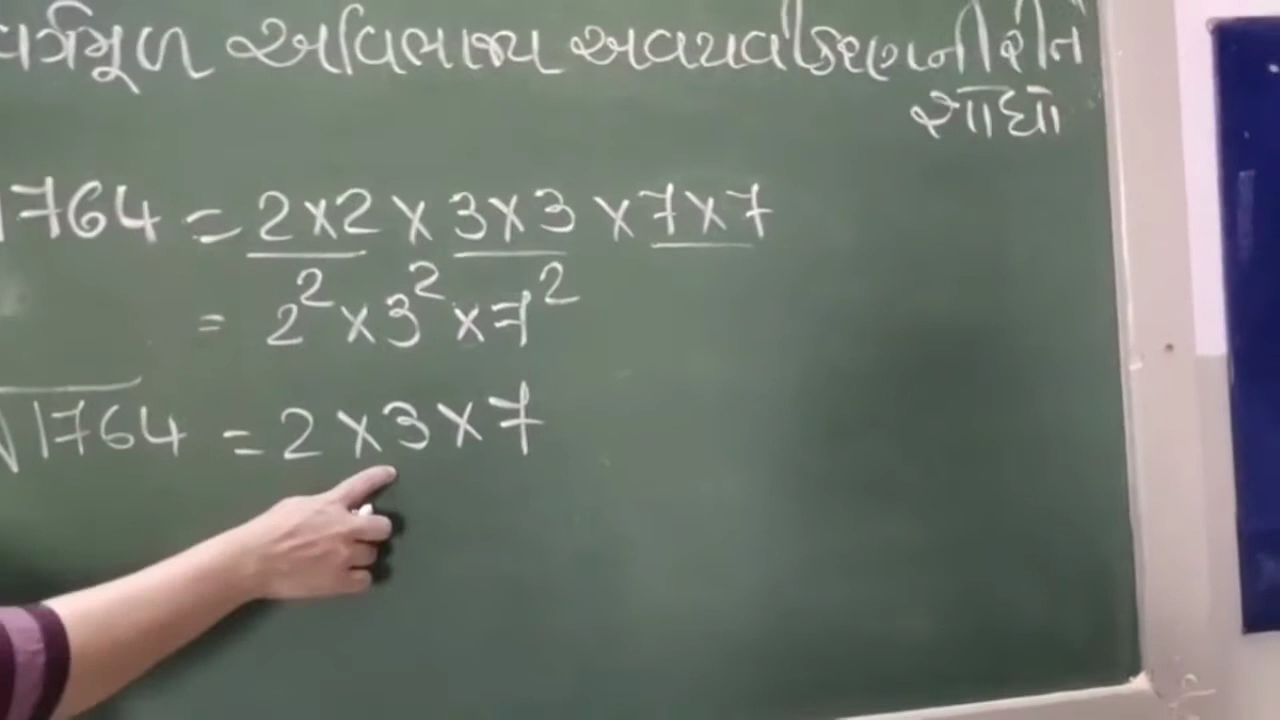 વર્ગમૂળ અવિભાજ્ય અવયવીકરણની રીતે
શોધો
1764 = 2×2 × 3×3 × 7×7
= 2² × 3² × 7²
√1764 = 2 × 3 × 7